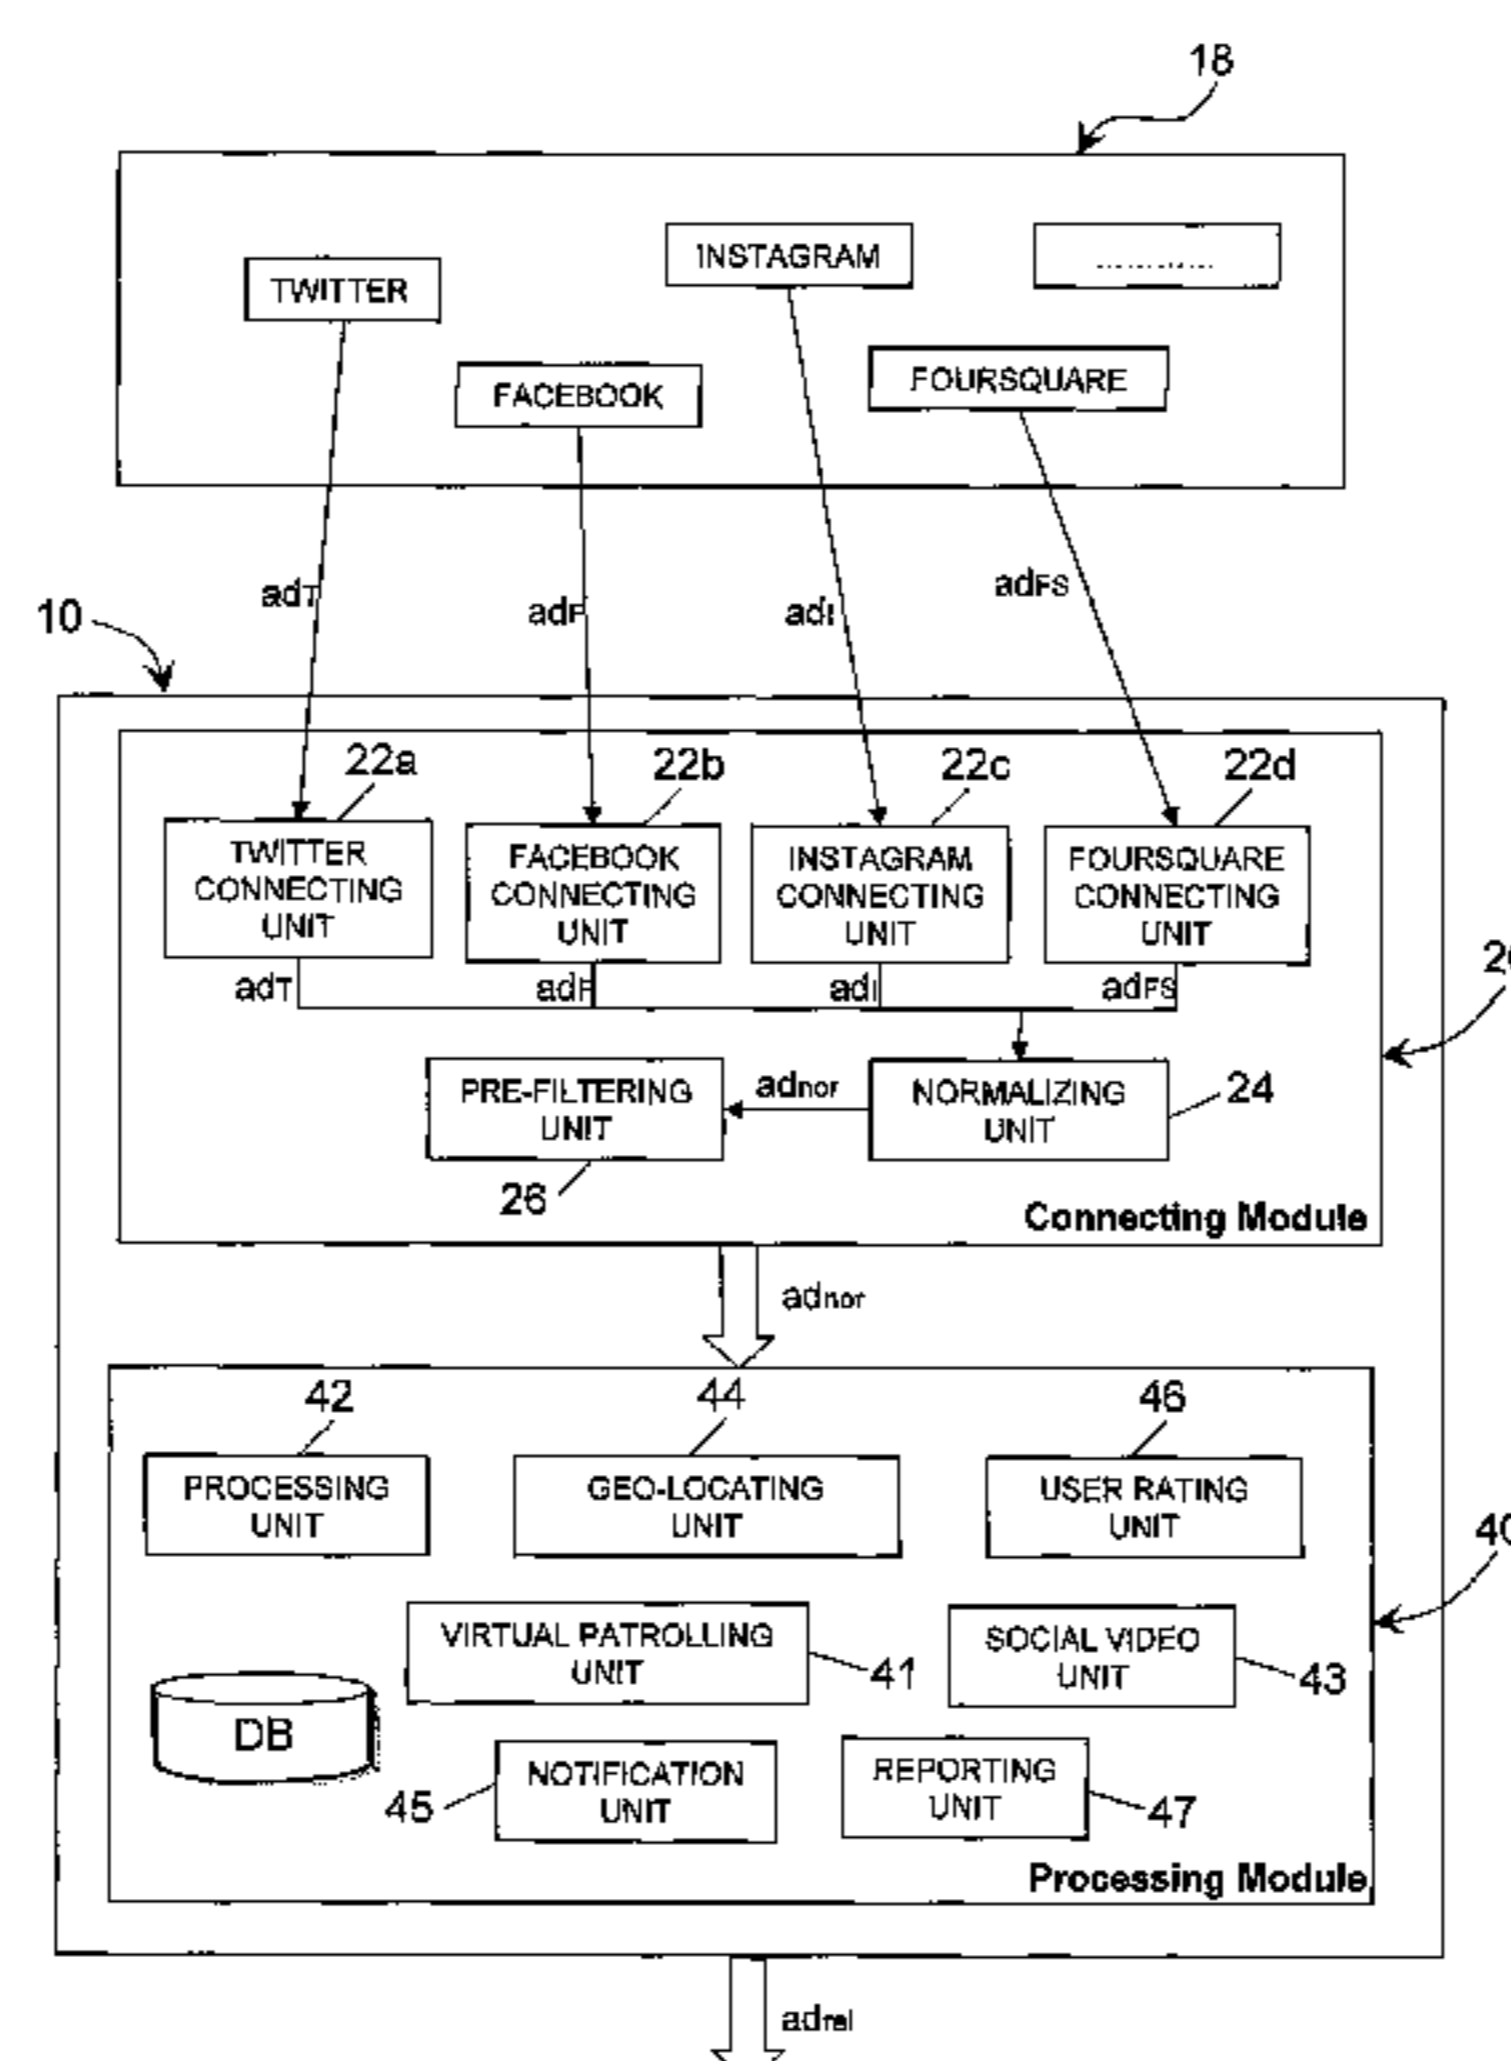 18
INSTAGRAM
TWITTER
FOURSQUARE
FACEBOOK
adT
adF
adI
adFS
10
22a
22b
22c
22d
TWITTER
CONNECTING
UNIT
FACEBOOK
CONNECTING
UNIT
INSTAGRAM
CONNECTING
UNIT
FOURSQUARE
CONNECTING
UNIT
adT
adF
adI
adFS
PRE-FILTERING
UNIT
adnor
NORMALIZING
UNIT
24
26
Connecting Module
adnor
42
44
46
PROCESSING
UNIT
GEO-LOCATING
UNIT
USER RATING
UNIT
40
VIRTUAL PATROLLING
UNIT
41
SOCIAL VIDEO
UNIT
43
DB
NOTIFICATION
UNIT
45
REPORTING
UNIT
47
Processing Module
adrel